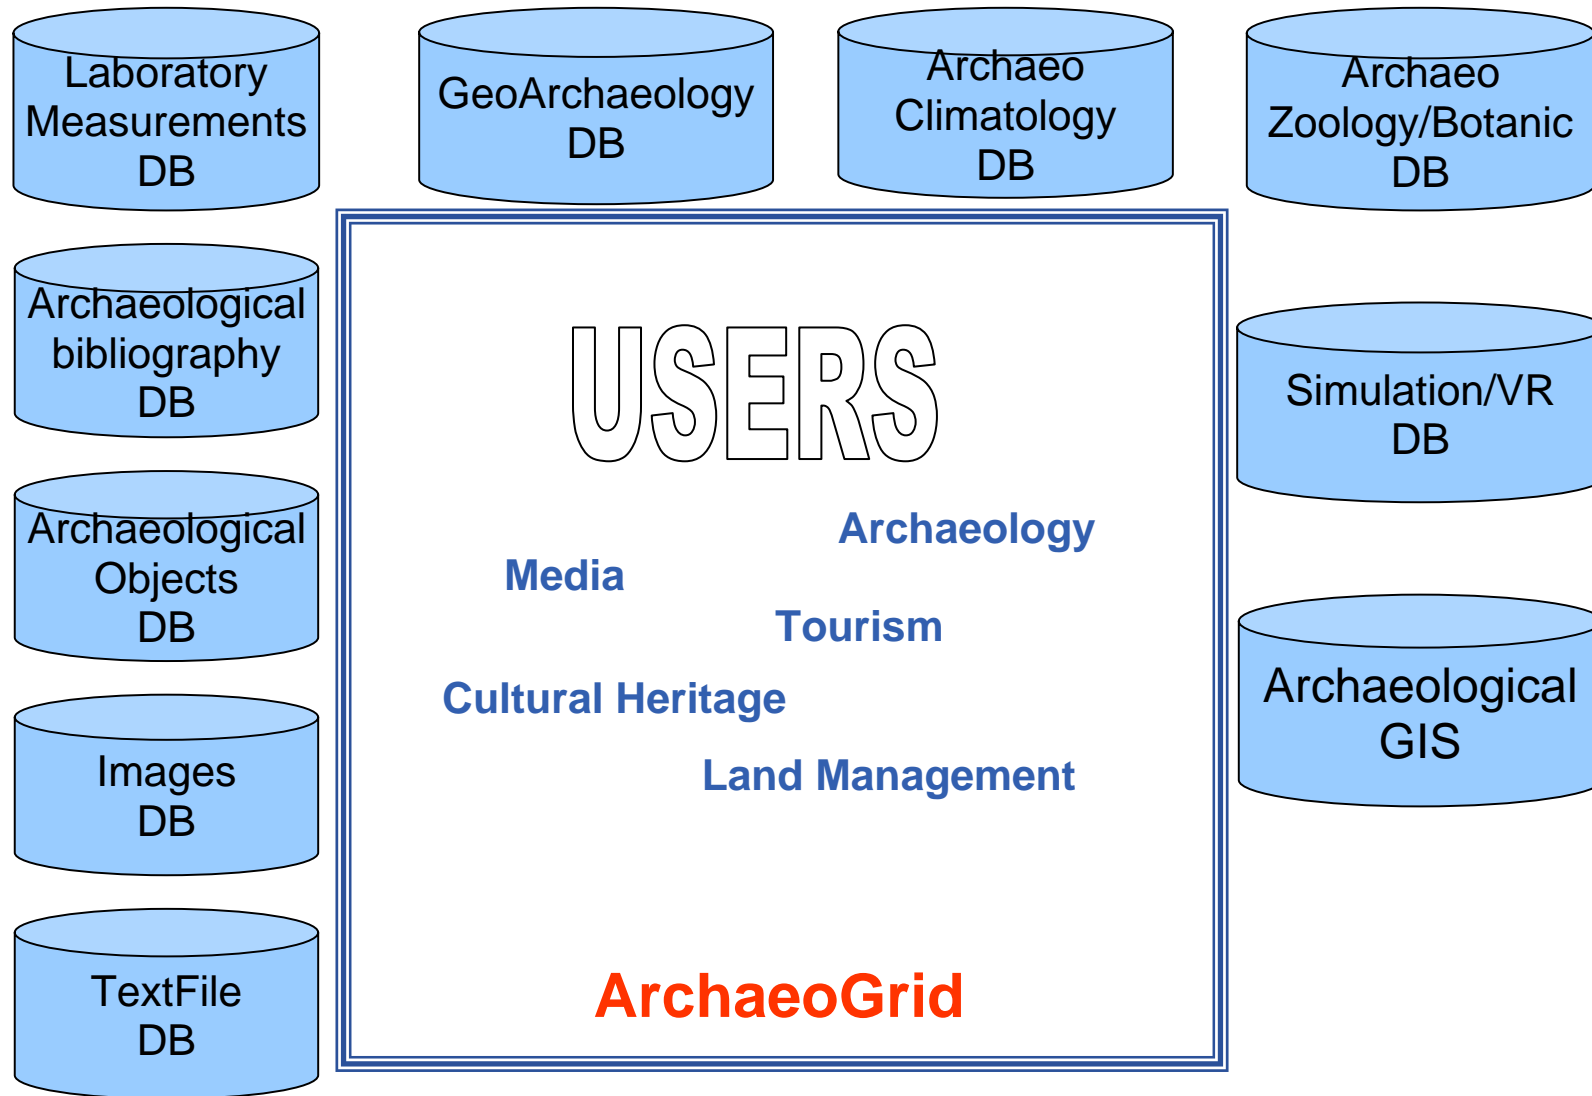 Laboratory
Measurements
DB
GeoArchaeology
DB
Archaeo
Climatology
DB
Archaeo
Zoology/Botanic
DB
Archaeological
bibliography
DB
Archaeological
Objects
DB
Images
DB
TextFile
DB
USERS
Archaeology
Media
Tourism
Cultural Heritage
Land Management
ArchaeoGrid
Simulation/VR
DB
Archaeological
GIS